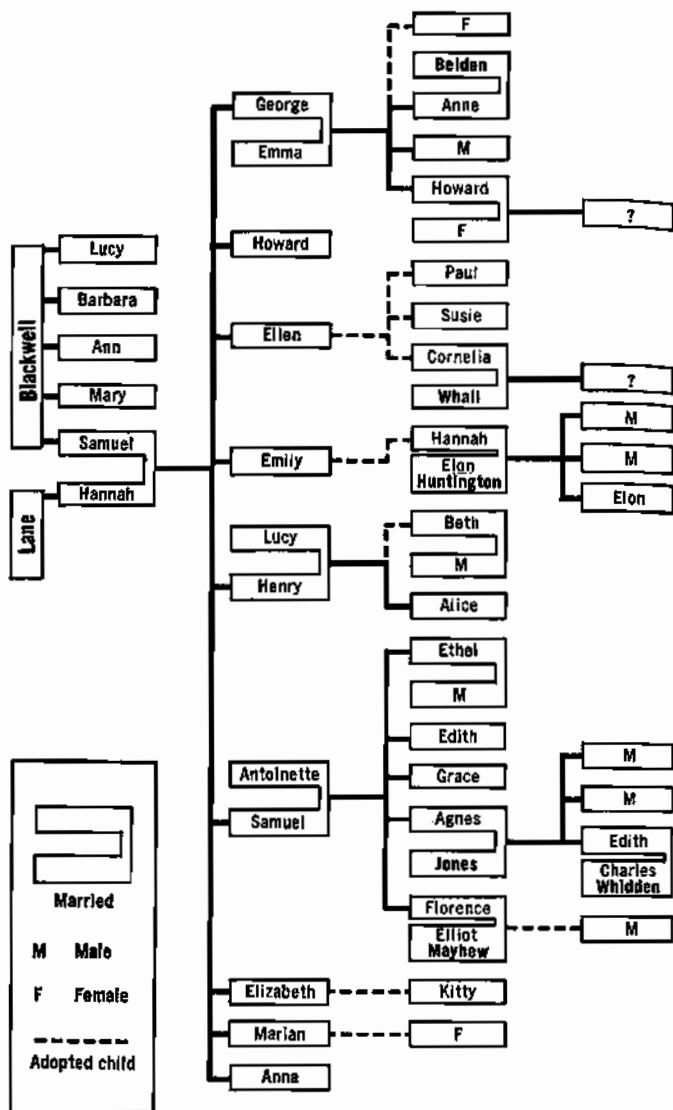 Blackwell
Lane
Lucy
Barbara
Ann
Mary
Samuel
Hannah
George
Emma
Howard
Ellen
Emily
Lucy
Henry
Antoinette
Samuel
Elizabeth
Marian
Anna
F
Belden
Anne
M
Howard
F
Paul
Susie
Cornelia
Whall
Hannah
Elon
Huntington
Beth
M
Alice
Ethel
M
Edith
Grace
Agnes
Jones
Florence
Elliot
Mayhew
Kitty
F
?
?
M
M
Elon
M
M
Edith
Charles
Whidden
M
Married
M Male
F Female
Adopted child